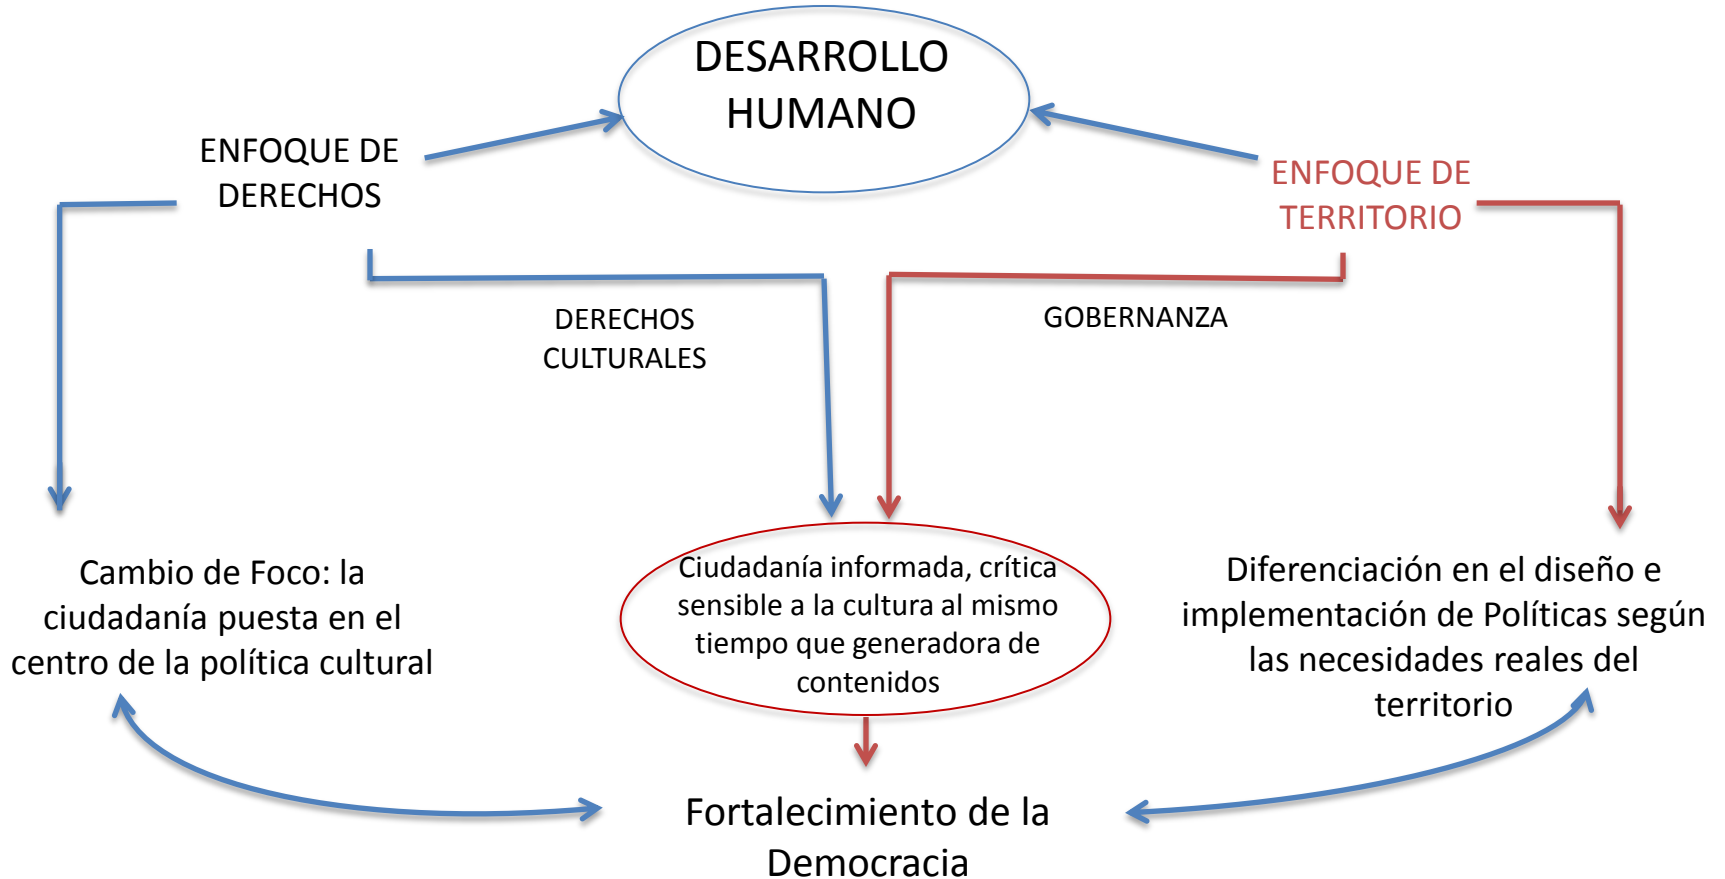 DESARROLLO
HUMANO
ENFOQUE DE
DERECHOS
ENFOQUE DE
TERRITORIO
DERECHOS
CULTURALES
GOBERNANZA
Cambio de Foco: la
ciudadanía puesta en el
centro de la política cultural
Ciudadanía informada, crítica
sensible a la cultura al mismo
tiempo que generadora de
contenidos
Diferenciación en el diseño e
implementación de Políticas según
las necesidades reales del
territorio
Fortalecimiento de la
Democracia